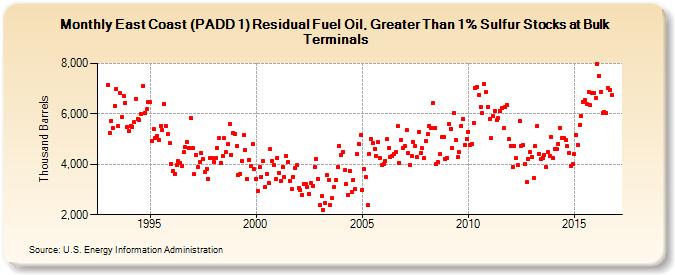 Monthly East Coast (PADD 1) Residual Fuel Oil, Greater Than 1% Sulfur Stocks at Bulk
Terminals
Thousand Barrels
8,000
6,000
4,000
2,000
1995
2000
2005
2010
2015
Source: U.S. Energy Information Administration